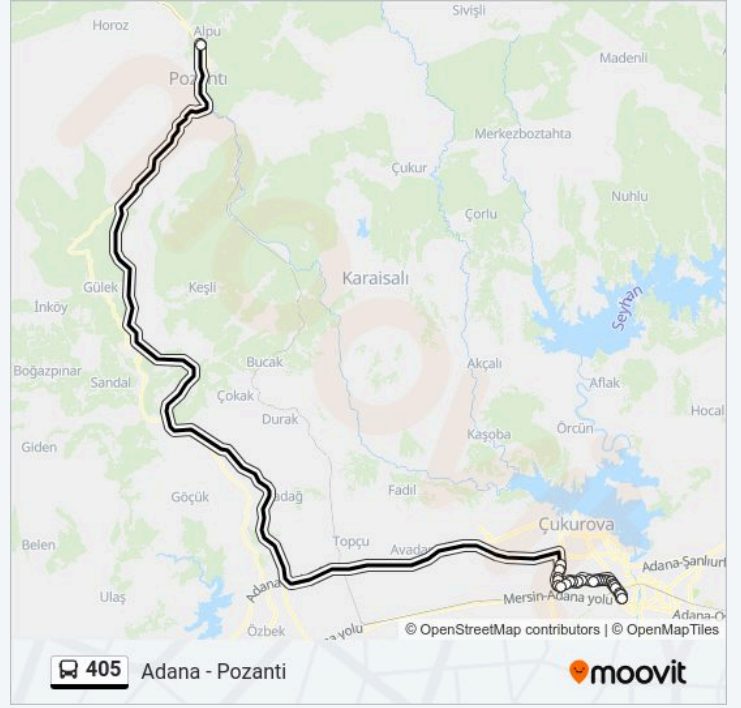 Sivişli
Horoz
Alpu
Madenli
Pozantı
Merkezboztahta
Çukur
Nuhlu
Çorlu
Karaisalı
Gülek
Keşli
Seyhan
İnköy
Bucak
Akçalı
Boğazpınar
Sandal
Aflak
Çokak
Hocal
Durak
Örcün
Kaşoba
Giden
Fadıl
Göçük
adağ
Çukurova
Topçu
Belen
Avadan
Adana-Şanlıurf
Adana
Ulaş
Mersin-Adana yolu
Adana-O
Özbek
a yolu
© OpenStreetMap contributors | © OpenMapTiles
405 Adana - Pozanti
moovit